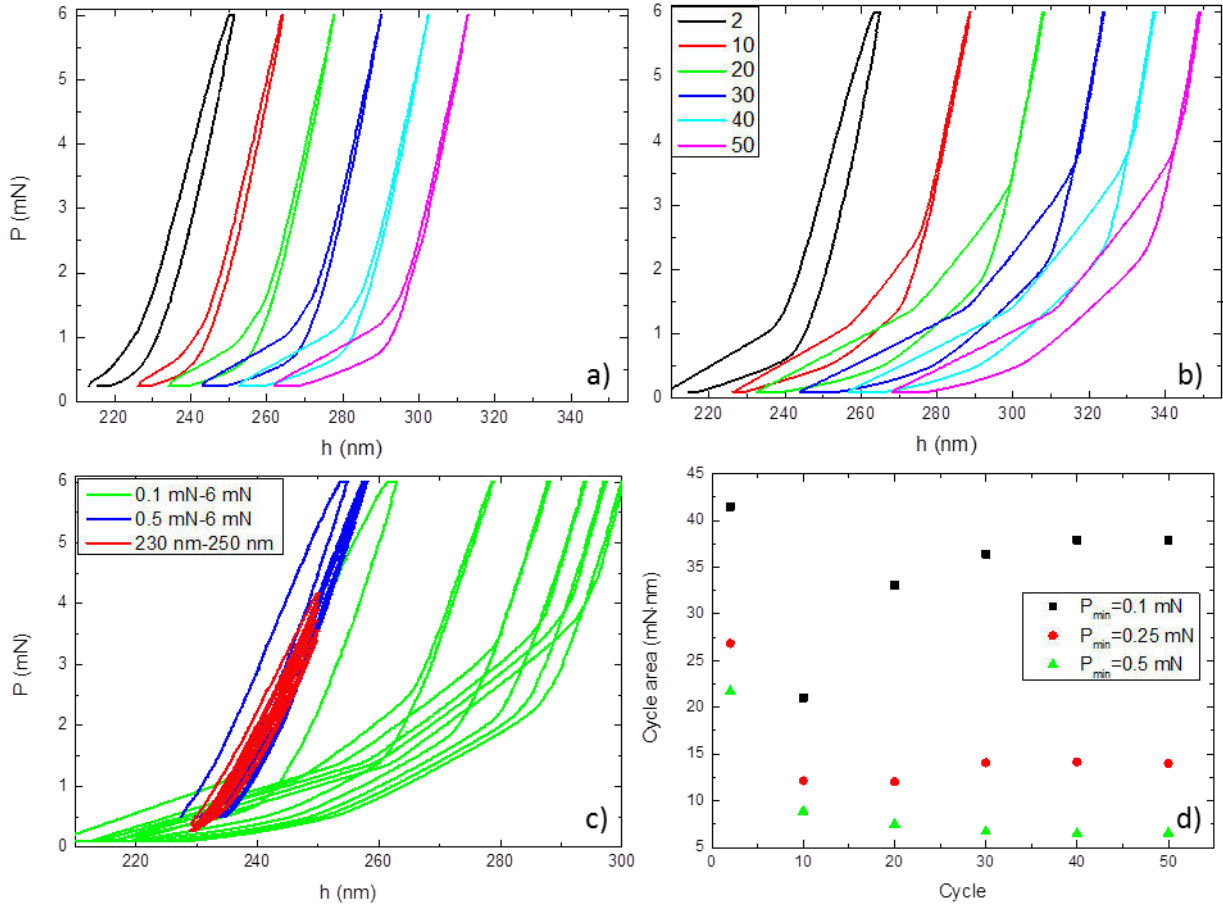 6
5
4
3
2
1
0
P (mN)
220 240 260 280 300 320 340
h (nm)
a)
6
5
4
3
2
1
0
P (mN)
2
10
20
30
40
50
220 240 260 280 300 320 340
h (nm)
b)
6
5
4
3
2
1
0
P (mN)
0.1 mN-6 mN
0.5 mN-6 mN
230 nm-250 nm
220 240 260 280 300
h (nm)
c)
45
40
35
30
25
20
15
10
5
Cycle area (mN·nm)
Pmin=0.1 mN
Pmin=0.25 mN
Pmin=0.5 mN
0 10 20 30 40 50
Cycle
d)